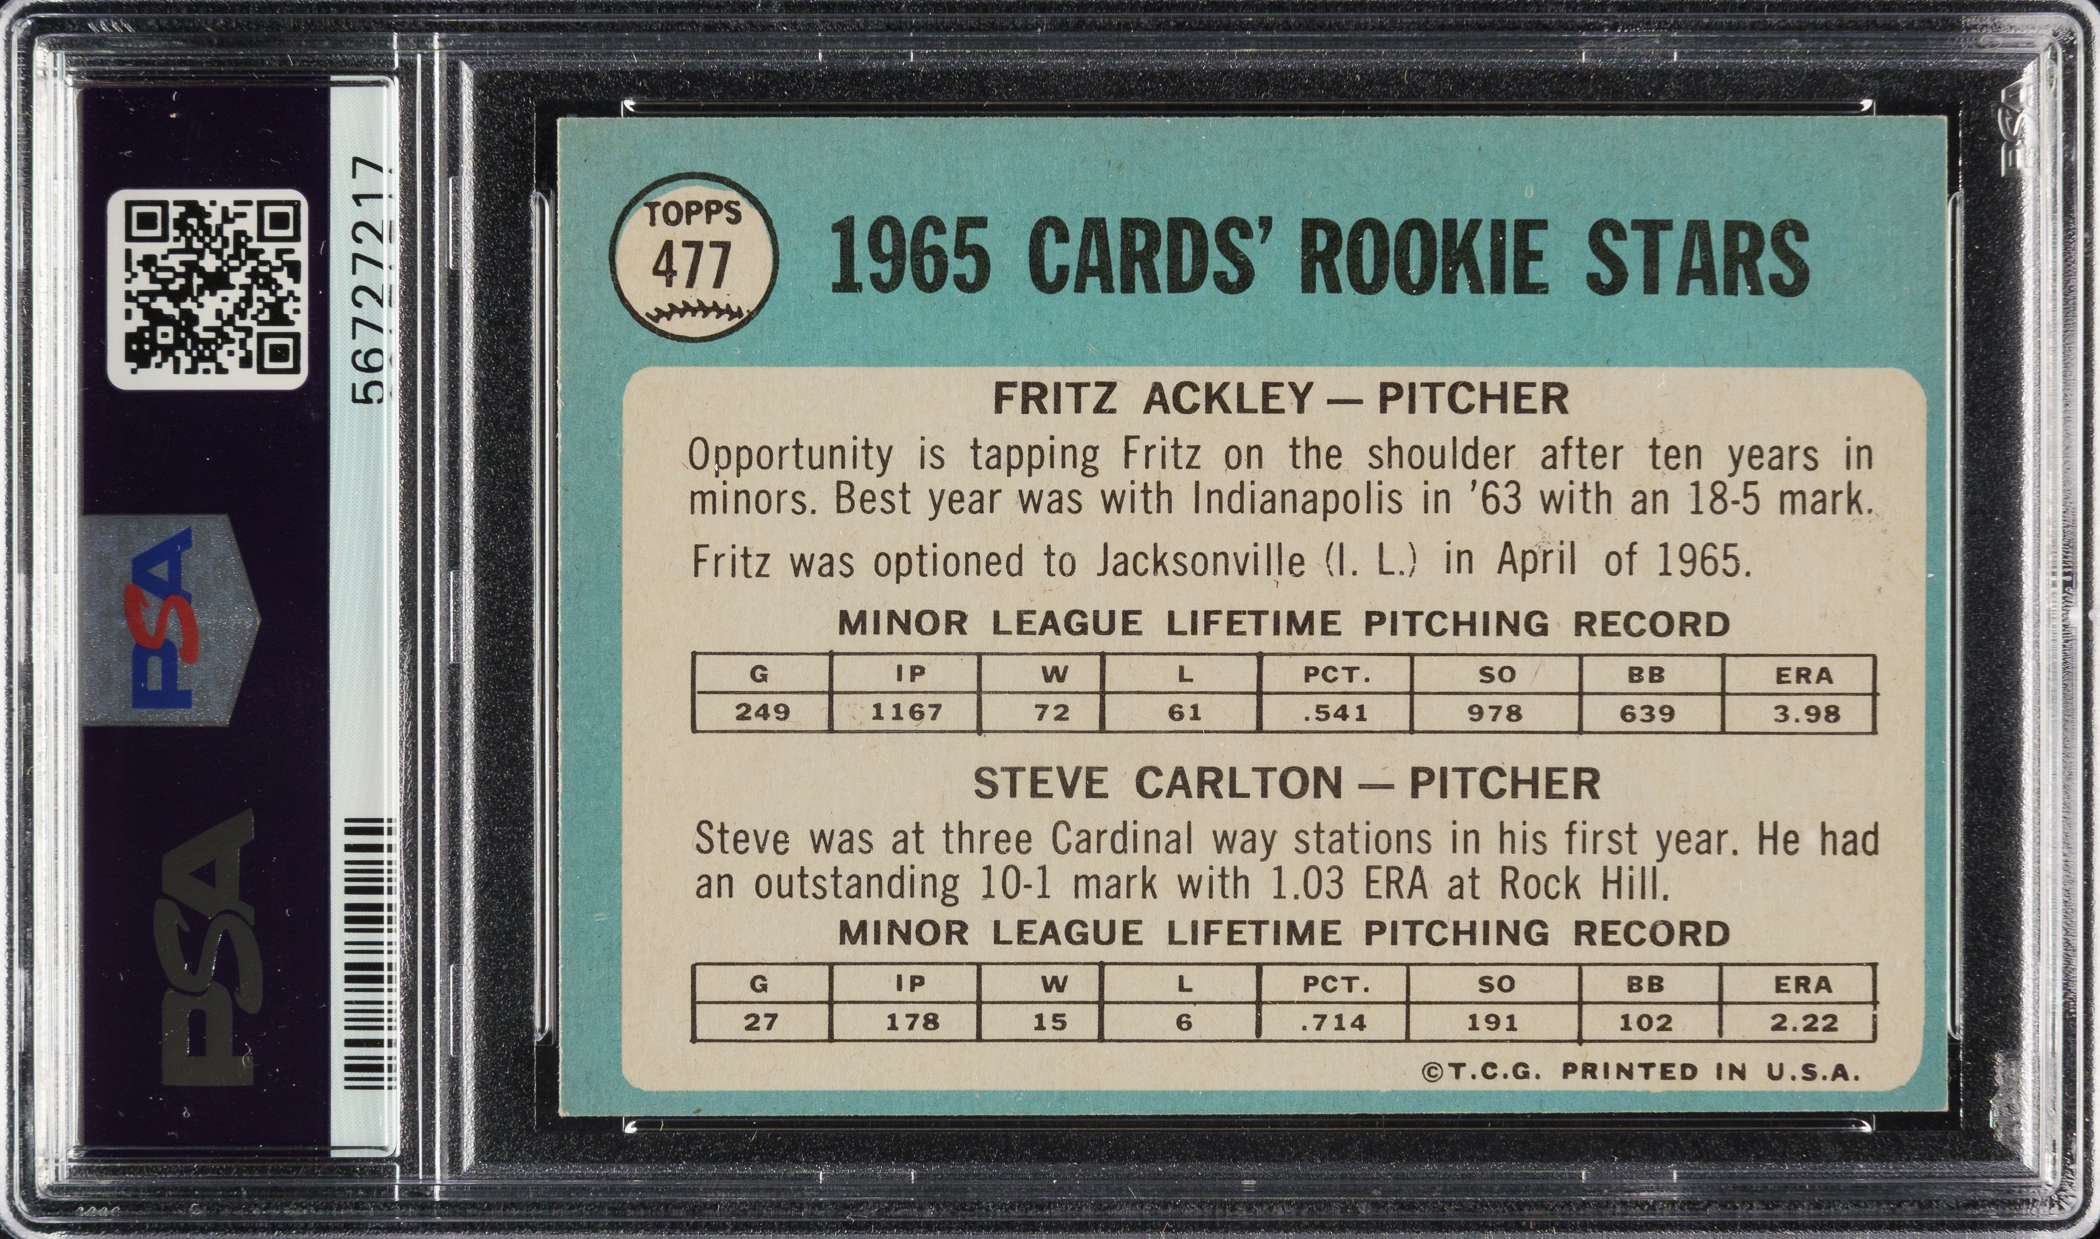 56727217
PSA
PSA
PSA
TOPPS
477
1965 CARDS' ROOKIE STARS
FRITZ ACKLEY — PITCHER
Opportunity is tapping Fritz on the shoulder after ten years in
minors. Best year was with Indianapolis in '63 with an 18-5 mark.
Fritz was optioned to Jacksonville (I. L.) in April of 1965.
MINOR LEAGUE LIFETIME PITCHING RECORD
G IP W L PCT. SO BB ERA
249 1167 72 61 .541 978 639 3.98
STEVE CARLTON — PITCHER
Steve was at three Cardinal way stations in his first year. He had
an outstanding 10-1 mark with 1.03 ERA at Rock Hill.
MINOR LEAGUE LIFETIME PITCHING RECORD
G IP W L PCT. SO BB ERA
27 178 15 6 .714 191 102 2.22
©T.C.G. PRINTED IN U.S.A.